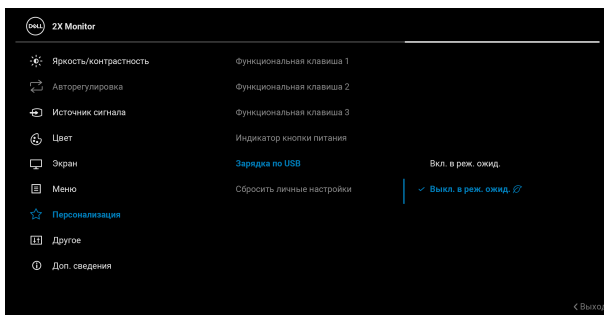 DELL 2X Monitor
Яркость/контрастность Функциональная клавиша 1
Авторегулировка Функциональная клавиша 2
Источник сигнала Функциональная клавиша 3
Цвет Индикатор кнопки питания
Экран Зарядка по USB Вкл. в реж. ожид.
Меню Сбросить личные настройки Выкл. в реж. ожид.
Персонализация
Другое
Доп. сведения
Выход